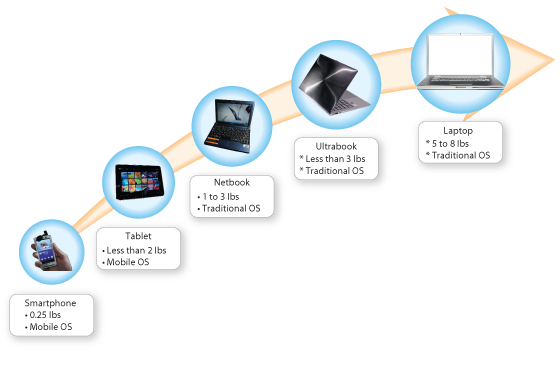 Smartphone
• 0.25 lbs
• Mobile OS
Tablet
• Less than 2 lbs
• Mobile OS
Netbook
• 1 to 3 lbs
• Traditional OS
Ultrabook
* Less than 3 lbs
* Traditional OS
Laptop
* 5 to 8 lbs
* Traditional OS